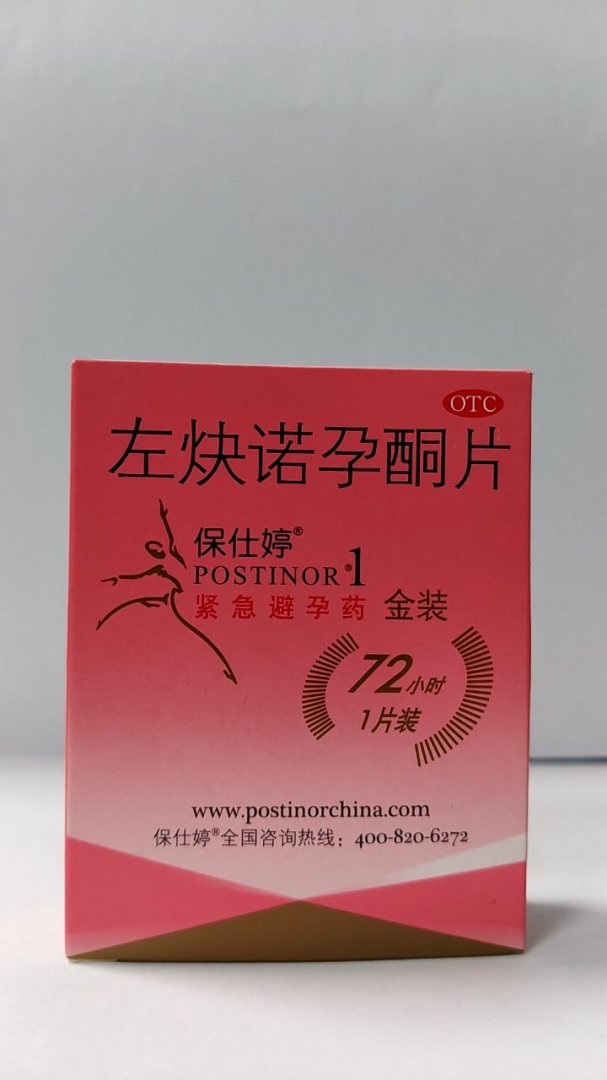 OTC
左炔诺孕酮片
保仕婷®
POSTINOR®1
紧急避孕药 金装
72小时
1片装
www.postinorchina.com
保仕婷®全国咨询热线：400-820-6272